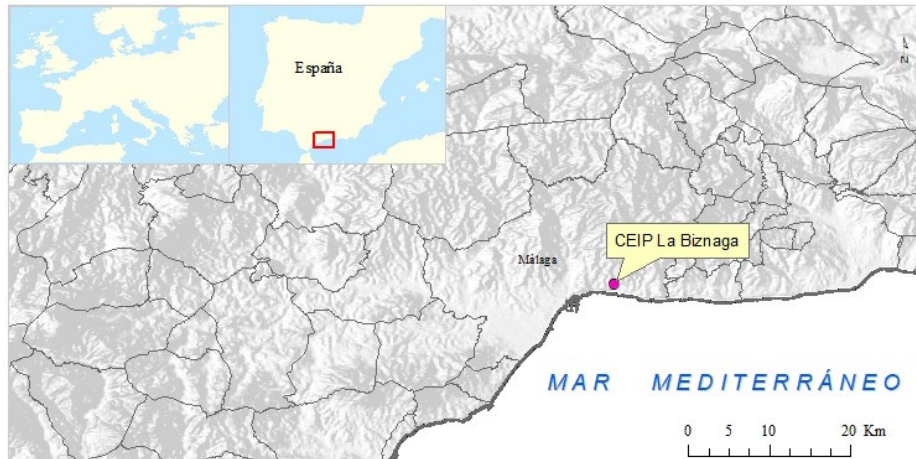 España
N
CEIP La Biznaga
Málaga
MAR MEDITERRÁNEO
0 5 10 20 Km